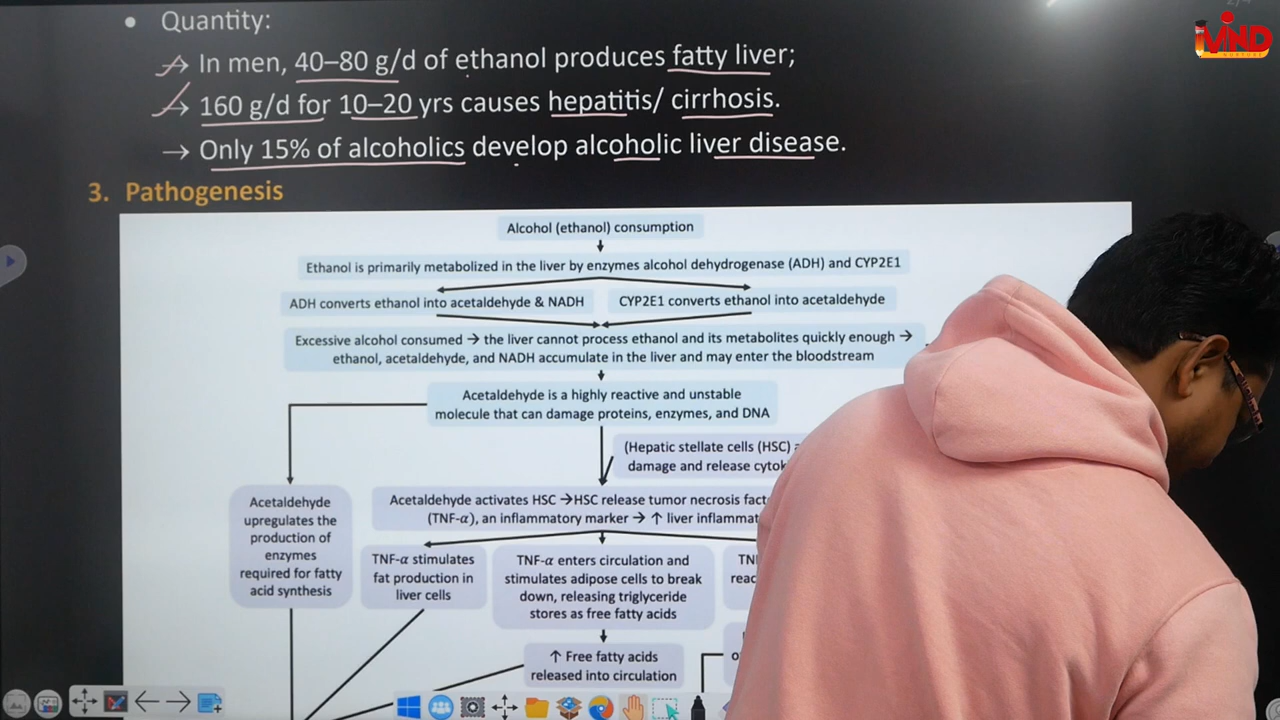 2/4
iMIND
• Quantity:
→ In men, 40–80 g/d of ethanol produces fatty liver;
→ 160 g/d for 10–20 yrs causes hepatitis/ cirrhosis.
→ Only 15% of alcoholics develop alcoholic liver disease.
3. Pathogenesis
Alcohol (ethanol) consumption
Ethanol is primarily metabolized in the liver by enzymes alcohol dehydrogenase (ADH) and CYP2E1
ADH converts ethanol into acetaldehyde & NADH
CYP2E1 converts ethanol into acetaldehyde
Excessive alcohol consumed → the liver cannot process ethanol and its metabolites quickly enough →
ethanol, acetaldehyde, and NADH accumulate in the liver and may enter the bloodstream
Acetaldehyde is a highly reactive and unstable
molecule that can damage proteins, enzymes, and DNA
(Hepatic stellate cells (HSC)
damage and release
Acetaldehyde activates HSC → HSC release tumor necrosis
(TNF-α), an inflammatory marker → ↑ liver
Acetaldehyde
upregulates the
production of
enzymes
required for fatty
acid synthesis
TNF-α stimulates
fat production in
liver cells
TNF-α enters circulation and
stimulates adipose cells to break
down, releasing triglyceride
stores as free fatty acids
↑ Free fatty acids
released into circulation